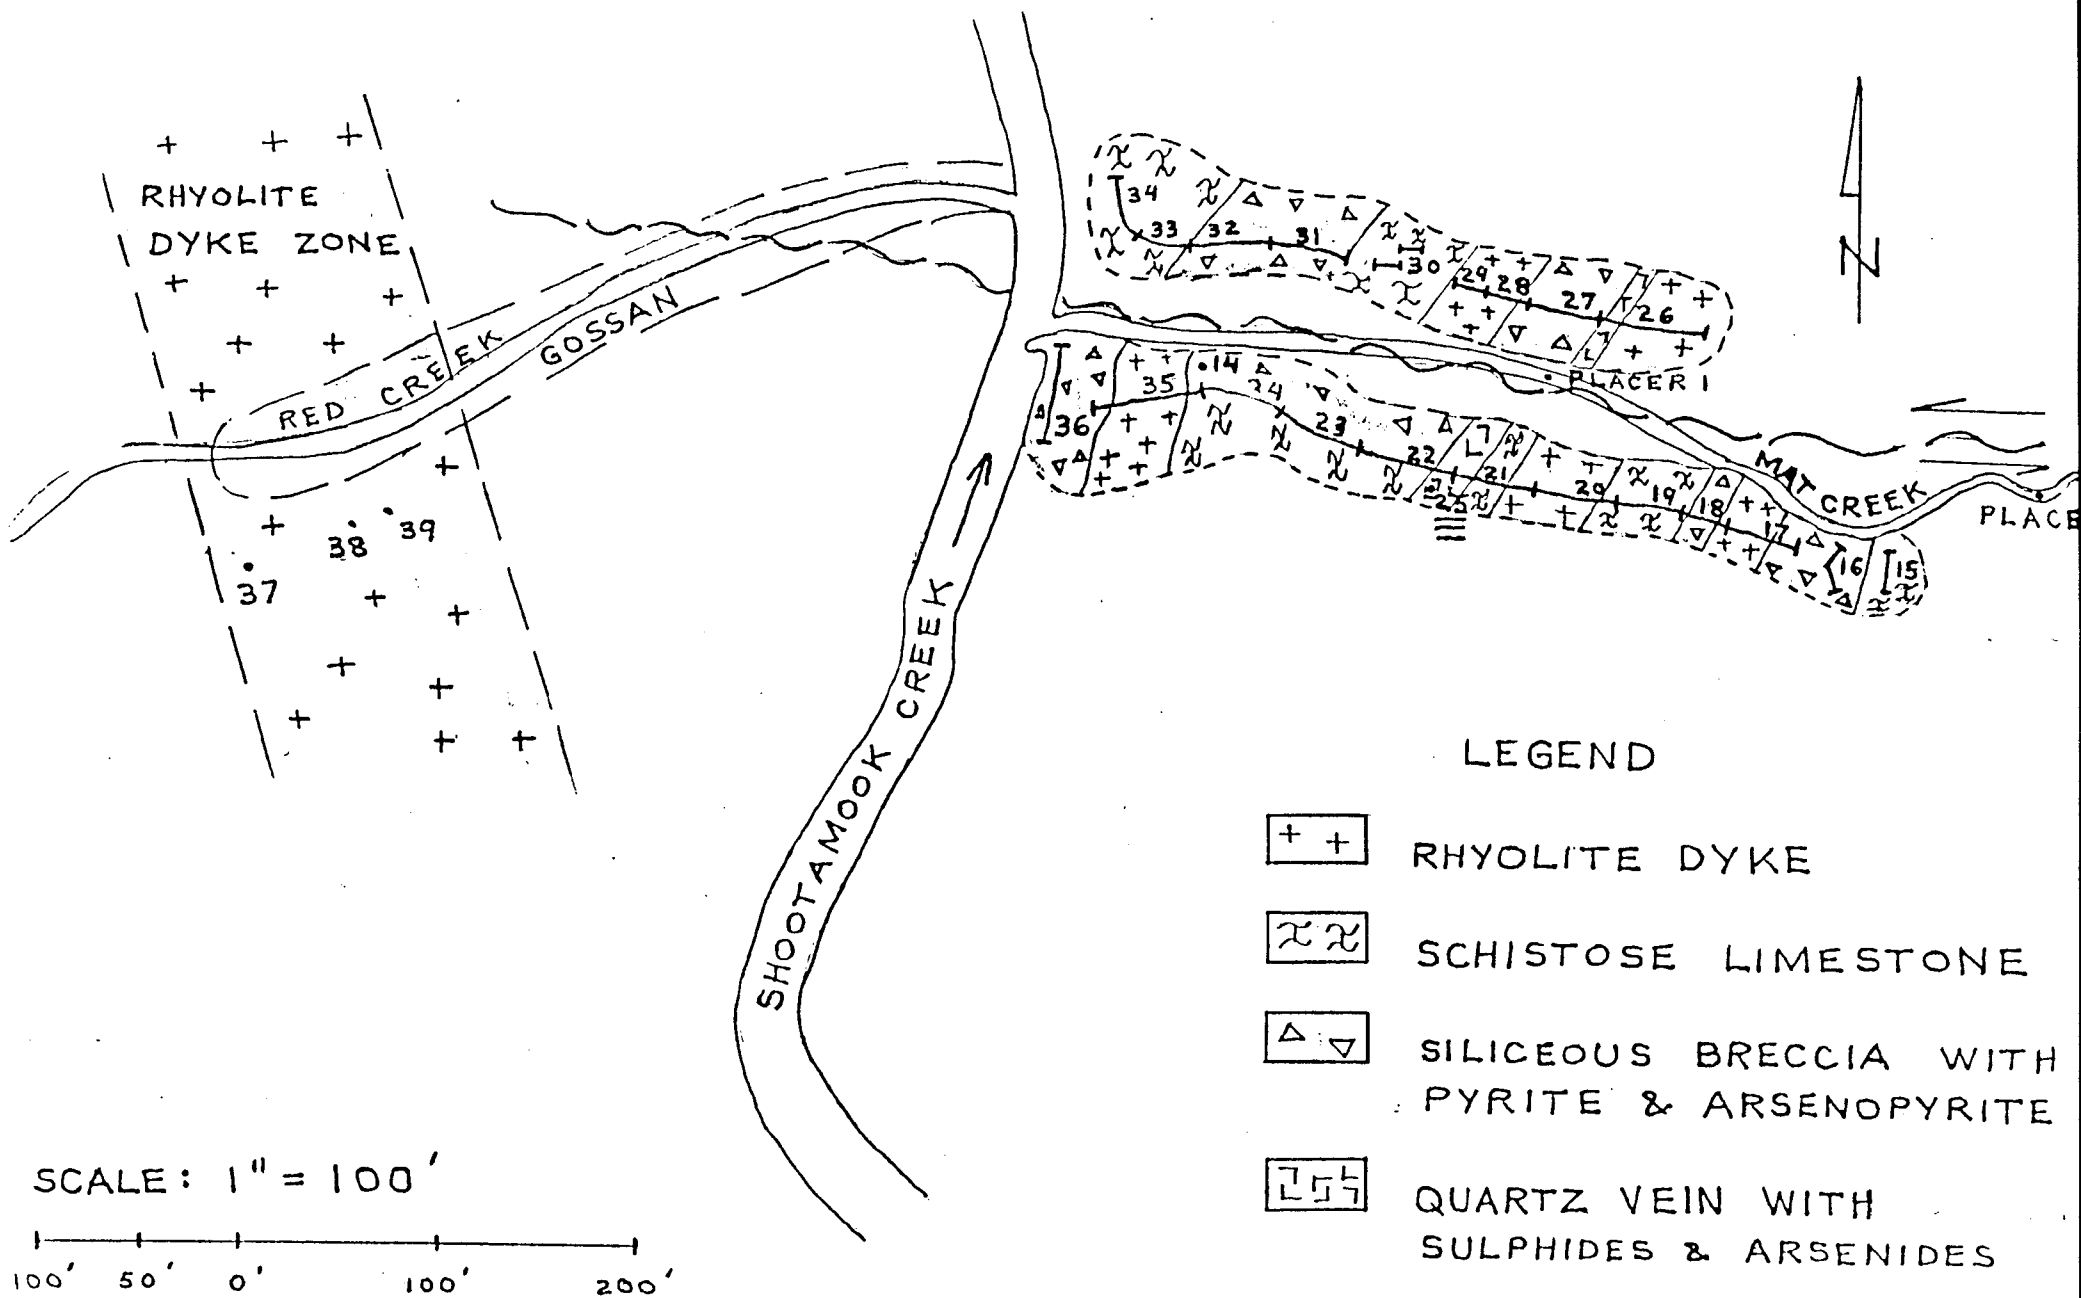 RHYOLITE
DYKE ZONE
RED CREEK
GOSSAN
37
38
39
SHOOTAMOOK CREEK
34
33
32
31
30
29
28
27
26
N
PLACER 1
36
35
14
24
23
22
21
25
20
19
18
17
16
15
MAT CREEK
PLACE
LEGEND
+ + RHYOLITE DYKE
SCHISTOSE LIMESTONE
SILICEOUS BRECCIA WITH
PYRITE & ARSENOPYRITE
QUARTZ VEIN WITH
SULPHIDES & ARSENIDES
SCALE: 1" = 100'
100' 50' 0' 100' 200'